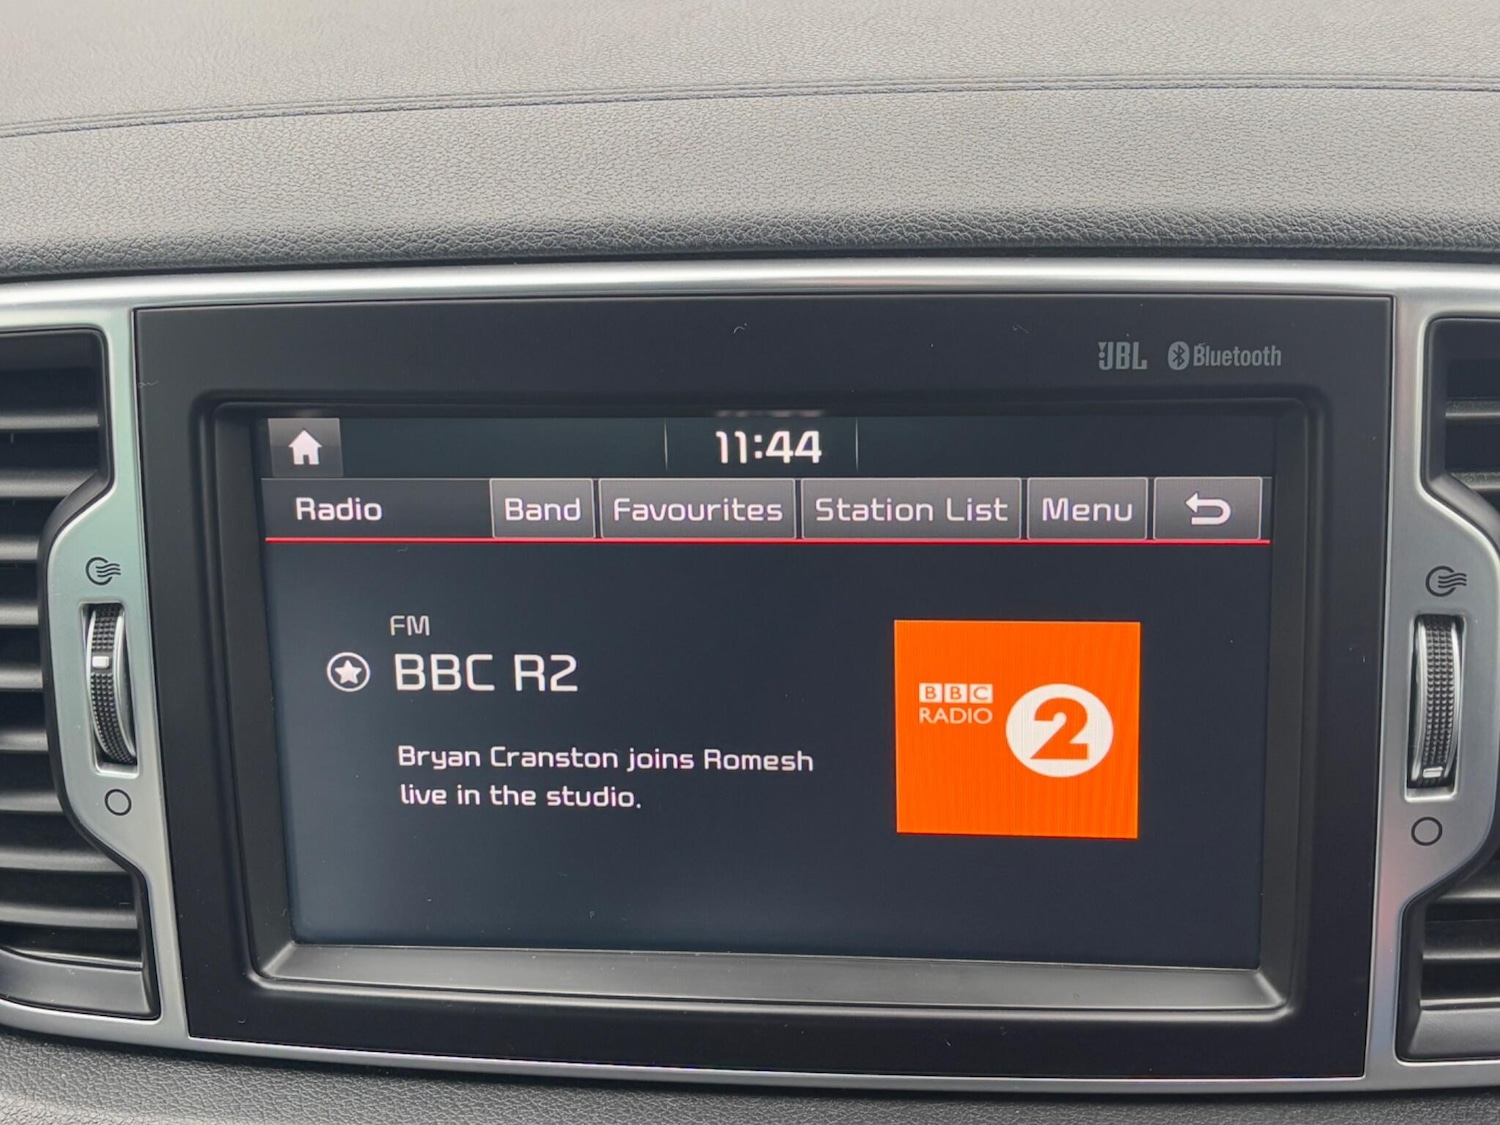 JBL Bluetooth
11:44
Radio Band Favourites Station List Menu
FM
BBC R2
Bryan Cranston joins Romesh
live in the studio.
BBC
RADIO
2